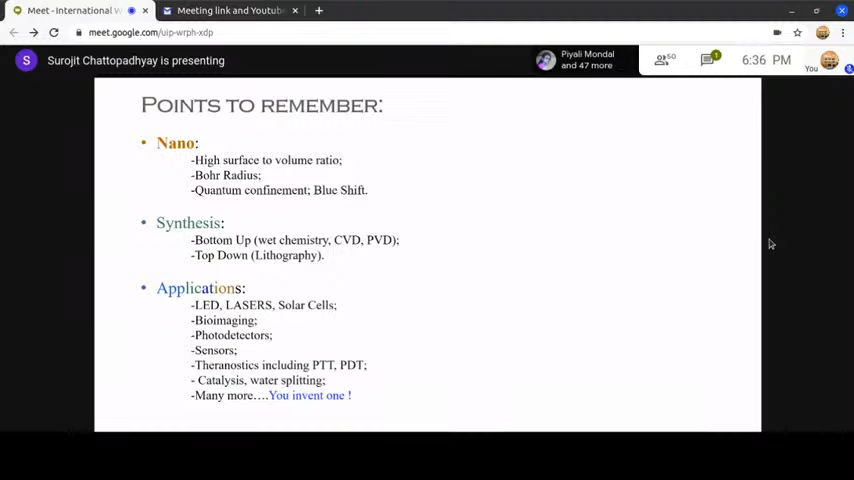 Meet - International W
Meeting link and Youtube
meet.google.com/uip-wrph-xdp
S
Surojit Chattopadhyay is presenting
Piyali Mondal
and 47 more
50
1
6:36 PM
You
POINTS TO REMEMBER:
• Nano:
-High surface to volume ratio;
-Bohr Radius;
-Quantum confinement; Blue Shift.
• Synthesis:
-Bottom Up (wet chemistry, CVD, PVD);
-Top Down (Lithography).
• Applications:
-LED, LASERS, Solar Cells;
-Bioimaging;
-Photodetectors;
-Sensors;
-Theranostics including PTT, PDT;
- Catalysis, water splitting;
-Many more….You invent one !